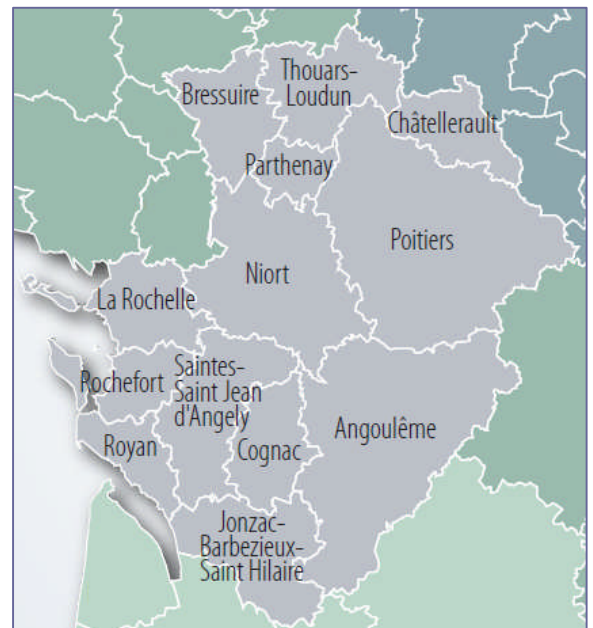 Thouars-
Loudun
Bressuire
Châtellerault
Parthenay
Poitiers
Niort
La Rochelle
Rochefort
Saintes-
Saint Jean
d'Angely
Royan
Cognac
Angoulême
Jonzac-
Barbezieux-
Saint Hilaire